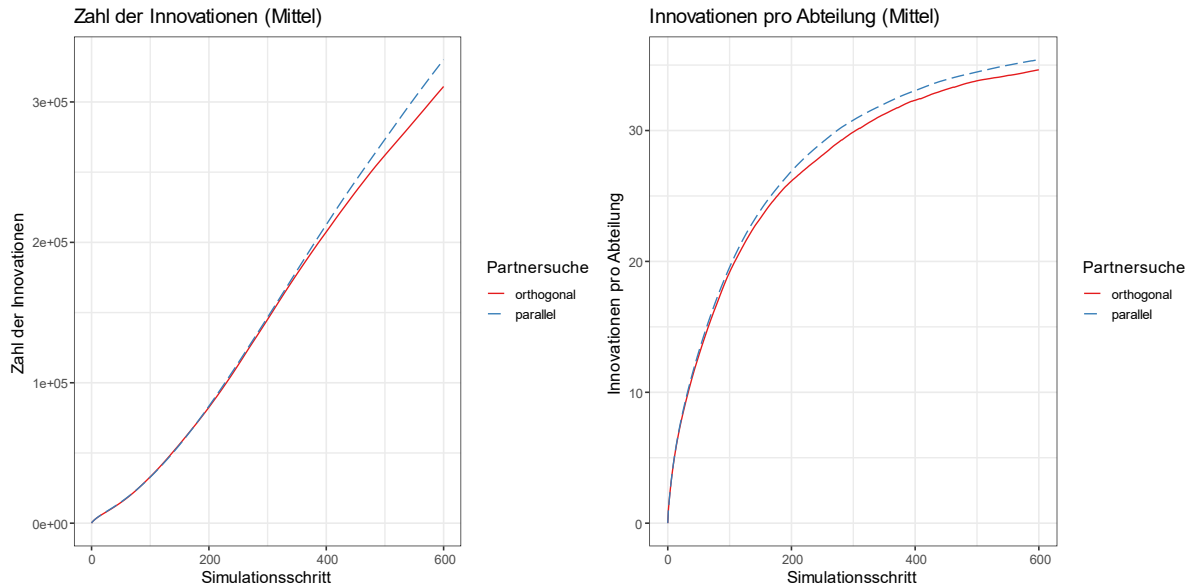 Zahl der Innovationen (Mittel)
Zahl der Innovationen
3e+05
2e+05
1e+05
0e+00
0
200
400
600
Simulationsschritt
Partnersuche
orthogonal
parallel
Innovationen pro Abteilung (Mittel)
Innovationen pro Abteilung
30
20
10
0
0
200
400
600
Simulationsschritt
Partnersuche
orthogonal
parallel